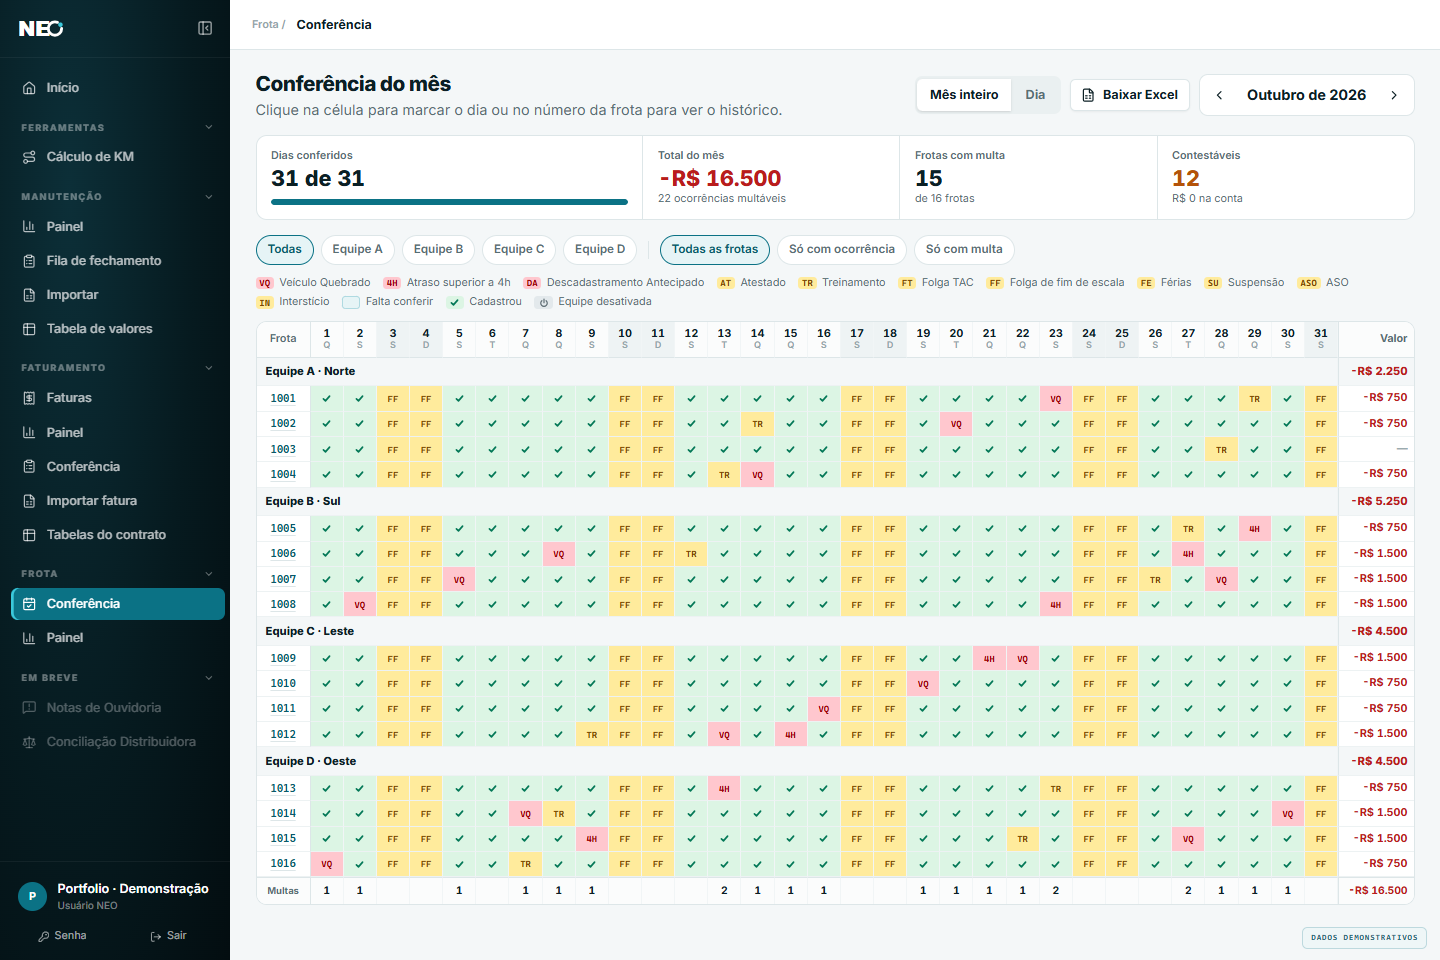 NEO
Início
FERRAMENTAS
Cálculo de KM
MANUTENÇÃO
Painel
Fila de fechamento
Importar
Tabela de valores
FATURAMENTO
Faturas
Painel
Conferência
Importar fatura
Tabelas do contrato
FROTA
Conferência
Painel
EM BREVE
Notas de Ouvidoria
Conciliação Distribuidora
P
Portfolio · Demonstração
Usuário NEO
Senha Sair
Frota / Conferência
Conferência do mês
Clique na célula para marcar o dia ou no número da frota para ver o histórico.
Mês inteiro Dia Baixar Excel Outubro de 2026
Dias conferidos Total do mês Frotas com multa Contestáveis
31 de 31 -R$ 16.500 15 12
22 ocorrências multáveis de 16 frotas R$ 0 na conta
Todas Equipe A Equipe B Equipe C Equipe D Todas as frotas Só com ocorrência Só com multa
VQ Veículo Quebrado 4H Atraso superior a 4h DA Descadastramento Antecipado AT Atestado TR Treinamento FT Folga TAC FF Folga de fim de escala FE Férias SU Suspensão ASO ASO
IN Interstício Falta conferir Cadastrou Equipe desativada
Frota 1 2 3 4 5 6 7 8 9 10 11 12 13 14 15 16 17 18 19 20 21 22 23 24 25 26 27 28 29 30 31 Valor
Q S S D S T Q Q S S D S T Q Q S S D S T Q Q S S D S T Q Q S S
Equipe A · Norte -R$ 2.250
1001 FF FF FF FF FF FF VQ FF FF TR FF -R$ 750
1002 FF FF FF FF TR FF FF VQ FF FF FF -R$ 750
1003 FF FF FF FF FF FF FF FF TR FF —
1004 FF FF FF FF TR VQ FF FF FF FF FF -R$ 750
Equipe B · Sul -R$ 5.250
1005 FF FF FF FF FF FF FF FF TR 4H FF -R$ 750
1006 FF FF VQ FF FF TR FF FF FF FF 4H FF -R$ 1.500
1007 FF FF VQ FF FF FF FF FF FF TR VQ FF -R$ 1.500
1008 VQ FF FF FF FF FF FF 4H FF FF FF -R$ 1.500
Equipe C · Leste -R$ 4.500
1009 FF FF FF FF FF FF 4H VQ FF FF FF -R$ 1.500
1010 FF FF FF FF FF FF VQ FF FF FF -R$ 750
1011 FF FF FF FF VQ FF FF FF FF FF -R$ 750
1012 FF FF TR FF FF VQ 4H FF FF FF FF FF -R$ 1.500
Equipe D · Oeste -R$ 4.500
1013 FF FF FF FF 4H FF FF TR FF FF FF -R$ 750
1014 FF FF VQ TR FF FF FF FF FF FF VQ FF -R$ 1.500
1015 FF FF 4H FF FF FF FF TR FF FF VQ FF -R$ 1.500
1016 VQ FF FF TR FF FF FF FF FF FF FF -R$ 750
Multas 1 1 1 1 1 1 2 1 1 1 1 1 1 1 2 2 1 1 1 -R$ 16.500
DADOS DEMONSTRATIVOS